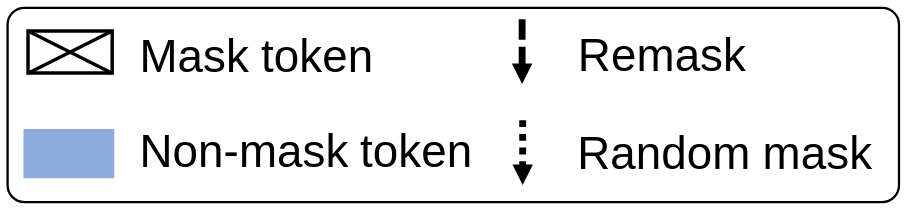 Mask token
Remask
Non-mask token
Random mask